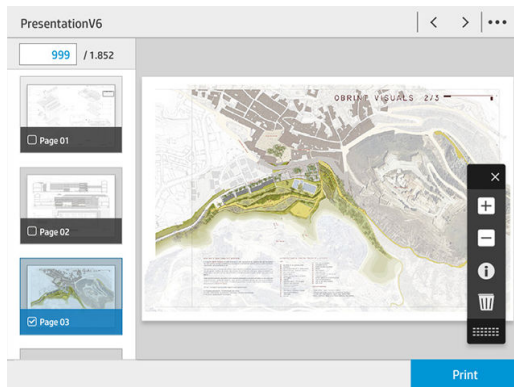 PresentationV6
999 / 1.852
Page 01
Page 02
Page 03
OBRINT VISUALS 2/3
Print